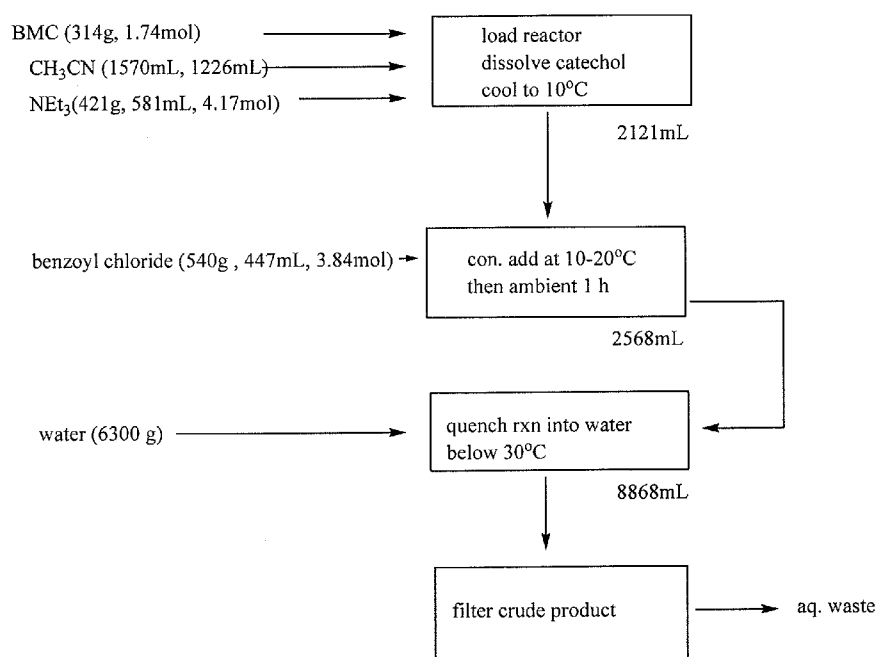 BMC (314g, 1.74mol)
CH₃CN (1570mL, 1226mL)
NEt₃(421g, 581mL, 4.17mol)
load reactor
dissolve catechol
cool to 10°C
2121mL
benzoyl chloride (540g , 447mL, 3.84mol)
con. add at 10-20°C
then ambient 1 h
2568mL
water (6300 g)
quench rxn into water
below 30°C
8868mL
filter crude product
aq. waste